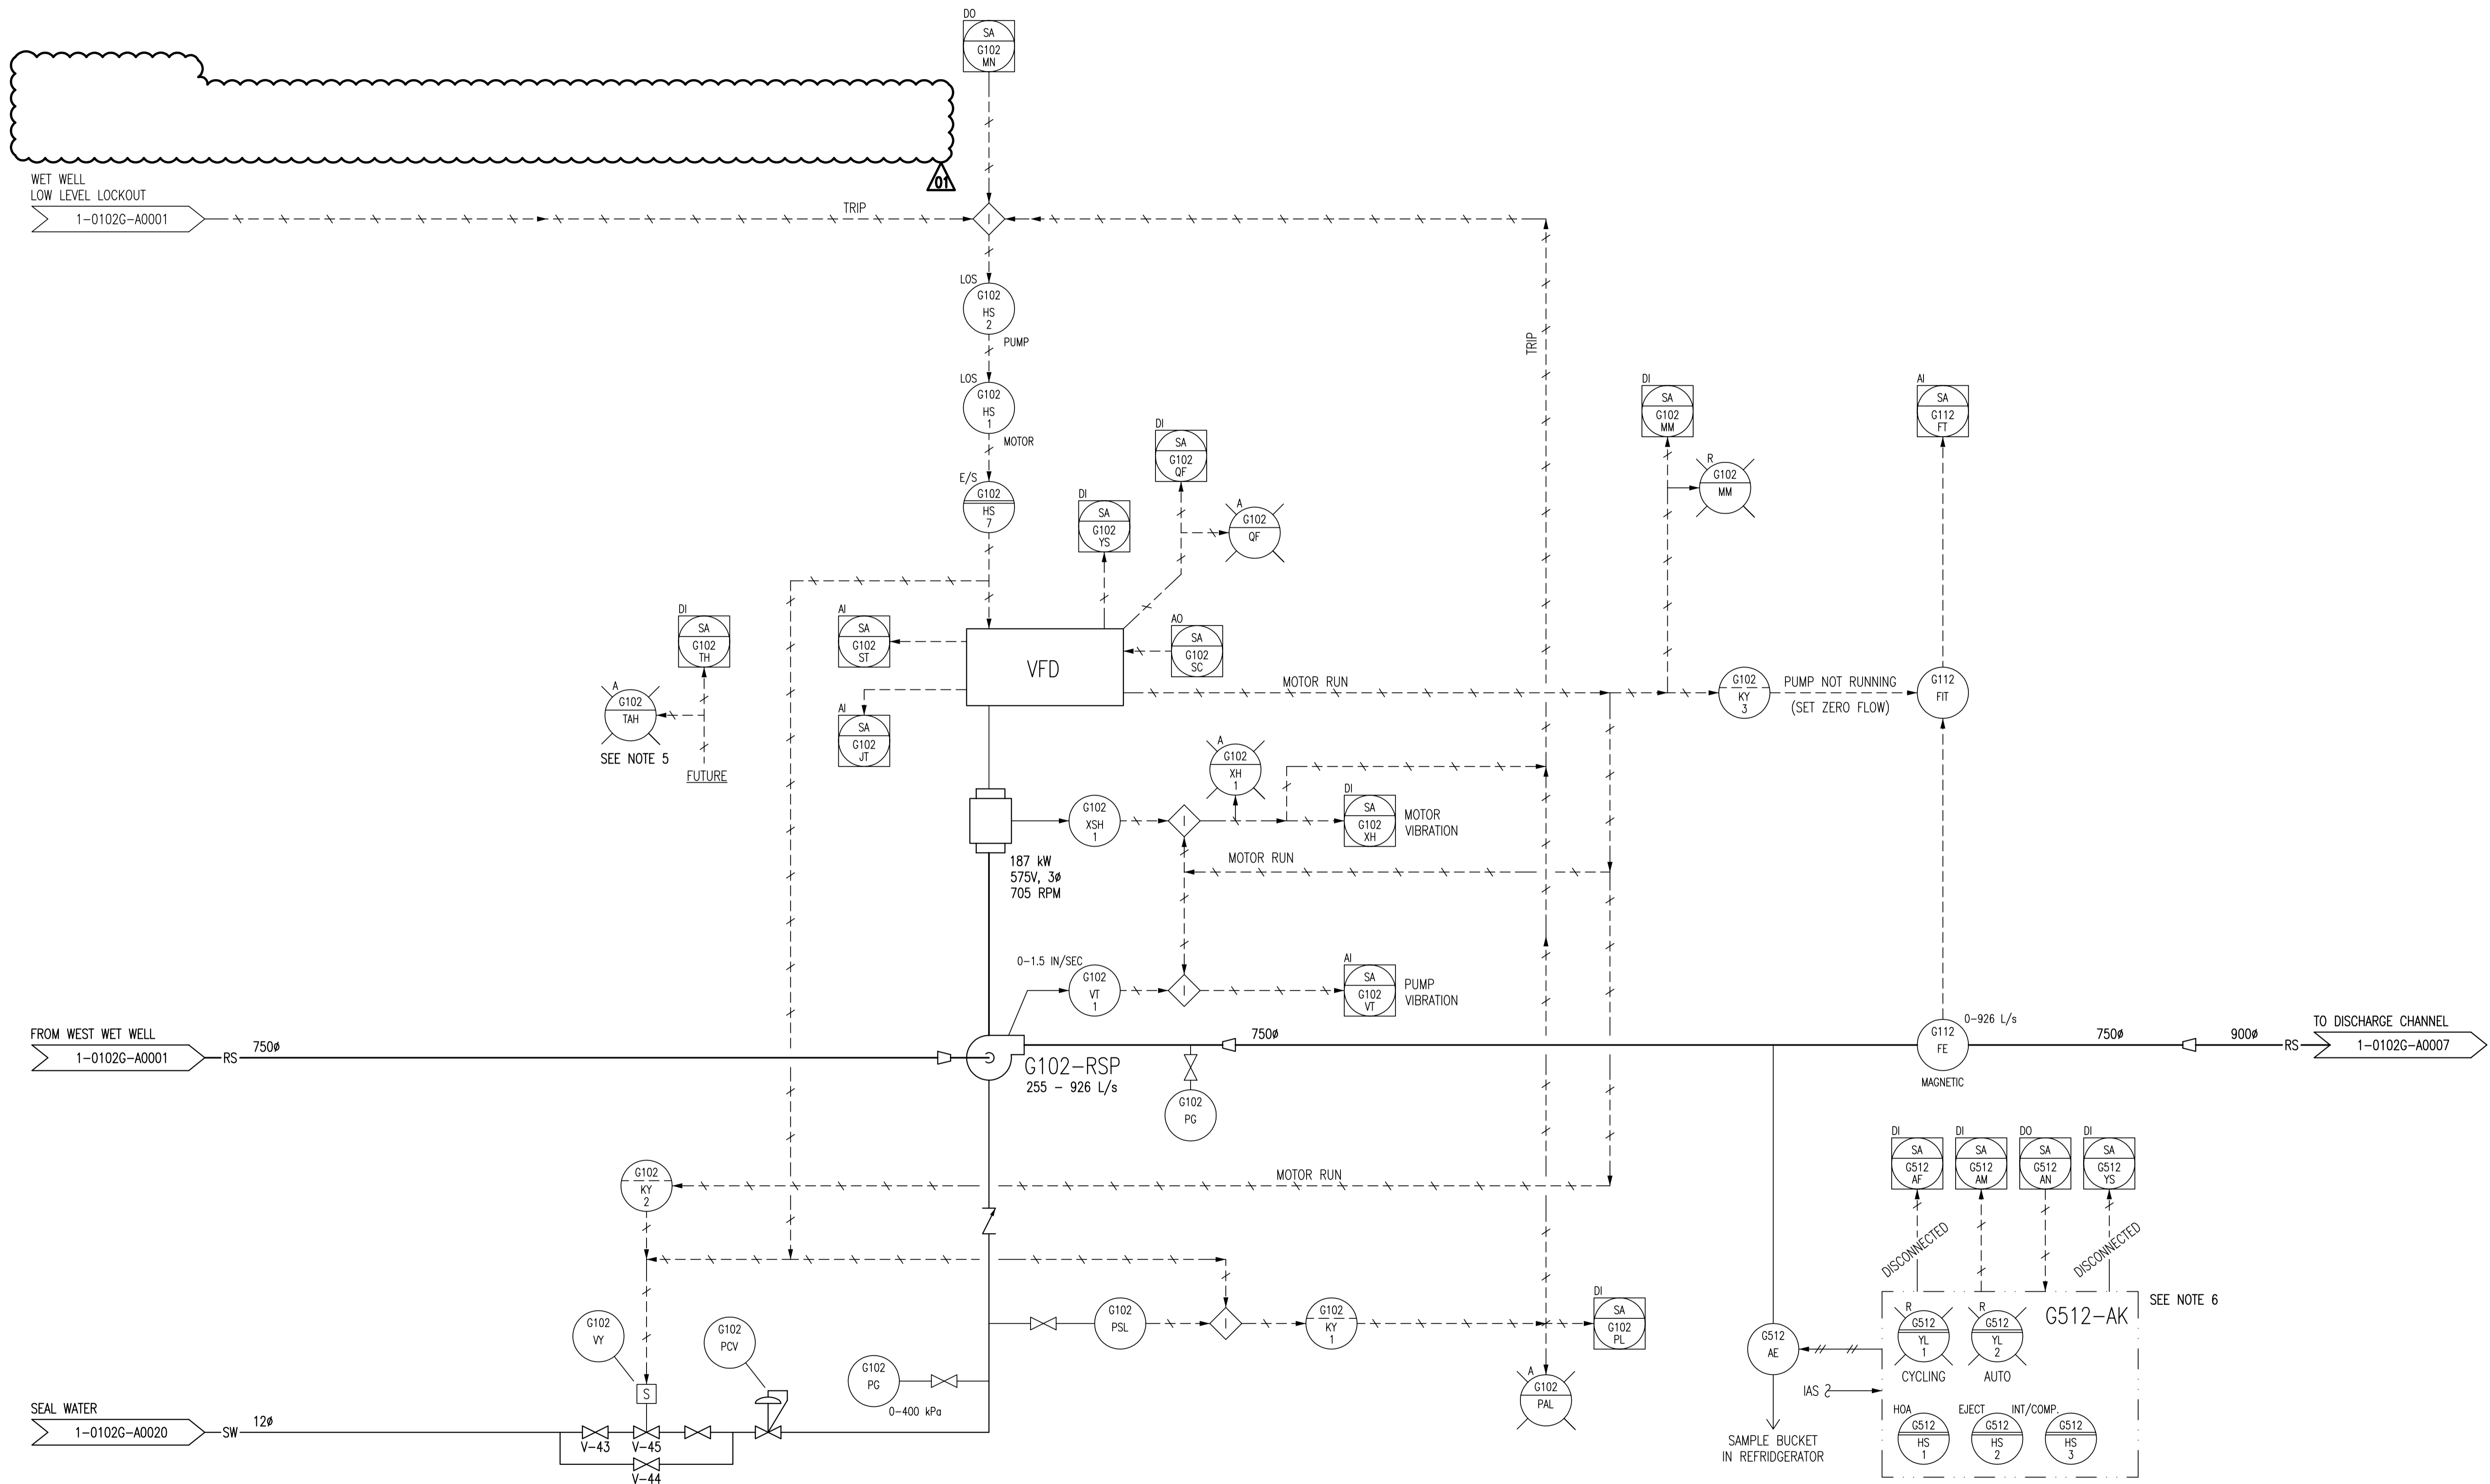 DO
SA
G102
MN
01
WET WELL
LOW LEVEL LOCKOUT
1-0102G-A0001
TRIP
I
LOS
G102
HS
2
PUMP
LOS
G102
HS
1
MOTOR
E/S
G102
HS
7
TRIP
DI
SA
G102
MM
R
G102
MM
AI
SA
G112
FT
DI
SA
G102
QF
A
G102
QF
DI
SA
G102
YS
DI
SA
G102
TH
A
G102
TAH
SEE NOTE 5
FUTURE
AI
SA
G102
ST
VFD
AO
SA
G102
SC
AI
SA
G102
JT
MOTOR RUN
G102
KY
3
PUMP NOT RUNNING
(SET ZERO FLOW)
G112
FIT
A
G102
XH
1
G102
XSH
1
I
DI
SA
G102
XH
MOTOR
VIBRATION
187 kW
575V, 3ø
705 RPM
MOTOR RUN
0-1.5 IN/SEC
G102
VT
1
I
AI
SA
G102
VT
PUMP
VIBRATION
FROM WEST WET WELL
1-0102G-A0001
RS
750ø
G102-RSP
255 - 926 L/s
750ø
G102
PG
G112
FE
0-926 L/s
MAGNETIC
750ø
900ø
RS
TO DISCHARGE CHANNEL
1-0102G-A0007
G102
KY
2
MOTOR RUN
DI
SA
G512
AF
DI
SA
G512
AM
DO
SA
G512
AN
DI
SA
G512
YS
DISCONNECTED
DISCONNECTED
G102
VY
S
G102
PCV
G102
PG
0-400 kPa
G102
PSL
I
G102
KY
1
DI
SA
G102
PL
A
G102
PAL
G512
AE
SEE NOTE 6
G512-AK
R
G512
YL
1
CYCLING
R
G512
YL
2
AUTO
IAS
HOA
G512
HS
1
EJECT
G512
HS
2
INT/COMP.
G512
HS
3
SAMPLE BUCKET
IN REFRIDGERATOR
SEAL WATER
1-0102G-A0020
SW
12ø
V-43
V-45
V-44